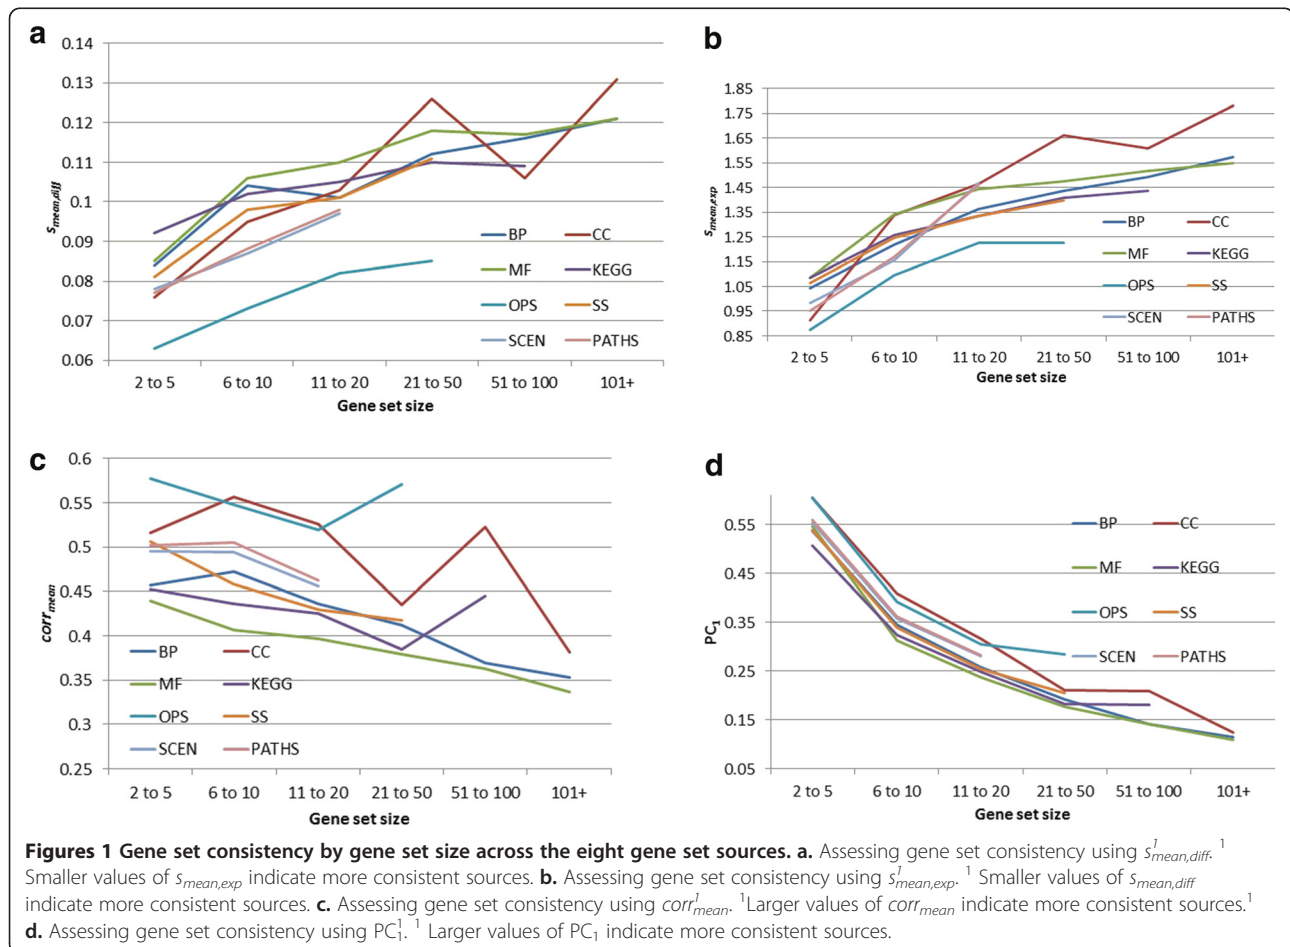 a
0.14
0.13
0.12
0.11
0.1
0.09
0.08
0.07
0.06
s_mean,diff
BP CC
MF KEGG
OPS SS
SCEN PATHS
2 to 5 6 to 10 11 to 20 21 to 50 51 to 100 101+
Gene set size
b
1.85
1.75
1.65
1.55
1.45
1.35
1.25
1.15
1.05
0.95
0.85
s_mean,exp
BP CC
MF KEGG
OPS SS
SCEN PATHS
2 to 5 6 to 10 11 to 20 21 to 50 51 to 100 101+
Gene set size
c
0.6
0.55
0.5
0.45
0.4
0.35
0.3
0.25
corr_mean
BP CC
MF KEGG
OPS SS
SCEN PATHS
2 to 5 6 to 10 11 to 20 21 to 50 51 to 100 101+
Gene set size
d
0.55
0.45
0.35
0.25
0.15
0.05
PC₁
BP CC
MF KEGG
OPS SS
SCEN PATHS
2 to 5 6 to 10 11 to 20 21 to 50 51 to 100 101+
Gene set size
Figures 1 Gene set consistency by gene set size across the eight gene set sources. a. Assessing gene set consistency using s¹_mean,diff. ¹
Smaller values of s_mean,exp indicate more consistent sources. b. Assessing gene set consistency using s¹_mean,exp. ¹ Smaller values of s_mean,diff
indicate more consistent sources. c. Assessing gene set consistency using corr¹_mean. ¹Larger values of corr_mean indicate more consistent sources.¹
d. Assessing gene set consistency using PC₁¹. ¹ Larger values of PC₁ indicate more consistent sources.